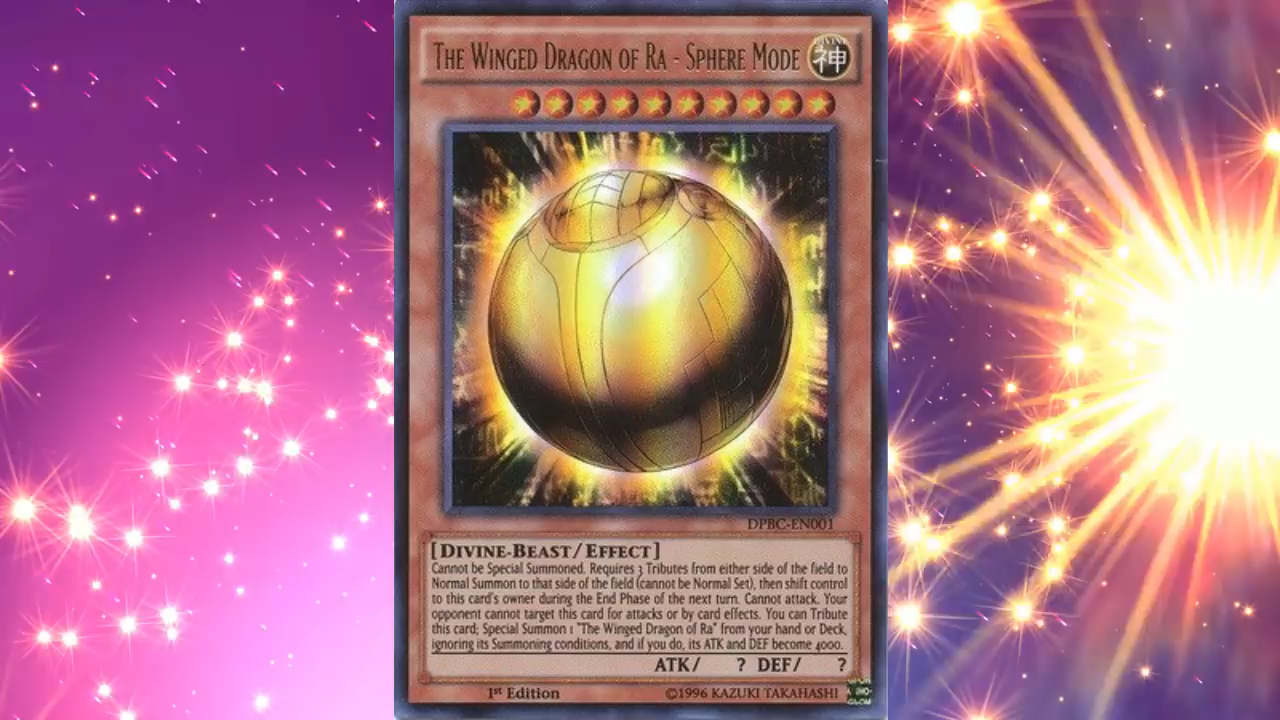 THE WINGED DRAGON OF RA - SPHERE MODE
DIVINE
神
DPBC-EN001
[DIVINE-BEAST/EFFECT]
Cannot be Special Summoned. Requires 3 Tributes from either side of the field to
Normal Summon to that side of the field (cannot be Normal Set), then shift control
to this card's owner during the End Phase of the next turn. Cannot attack. Your
opponent cannot target this card for attacks or by card effects. You can Tribute
this card; Special Summon 1 "The Winged Dragon of Ra" from your hand or Deck,
ignoring its Summoning conditions, and if you do, its ATK and DEF become 4000.
ATK/ ? DEF/ ?
1st Edition ©1996 KAZUKI TAKAHASHI